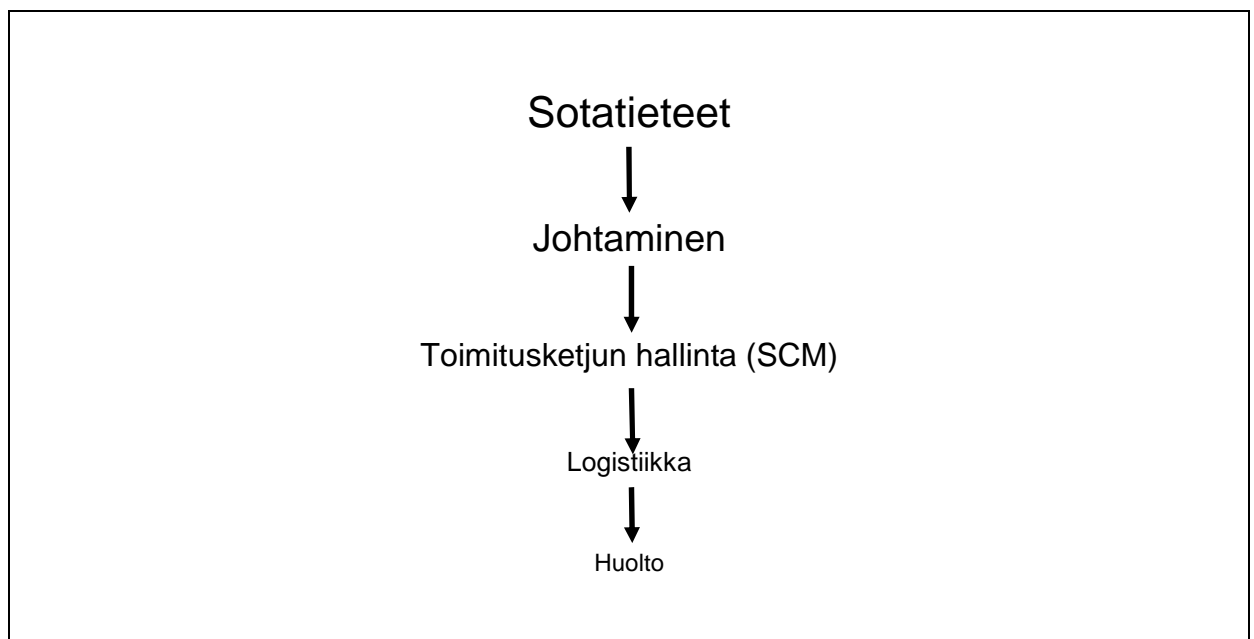 Sotatieteet
Johtaminen
Toimitusketjun hallinta (SCM)
Logistiikka
Huolto